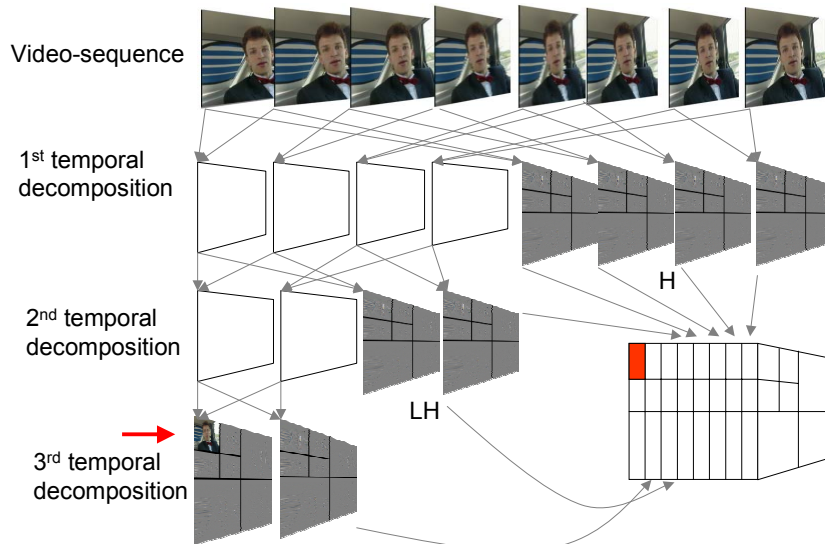 Video-sequence
1st temporal
decomposition
H
2nd temporal
decomposition
LH
3rd temporal
decomposition